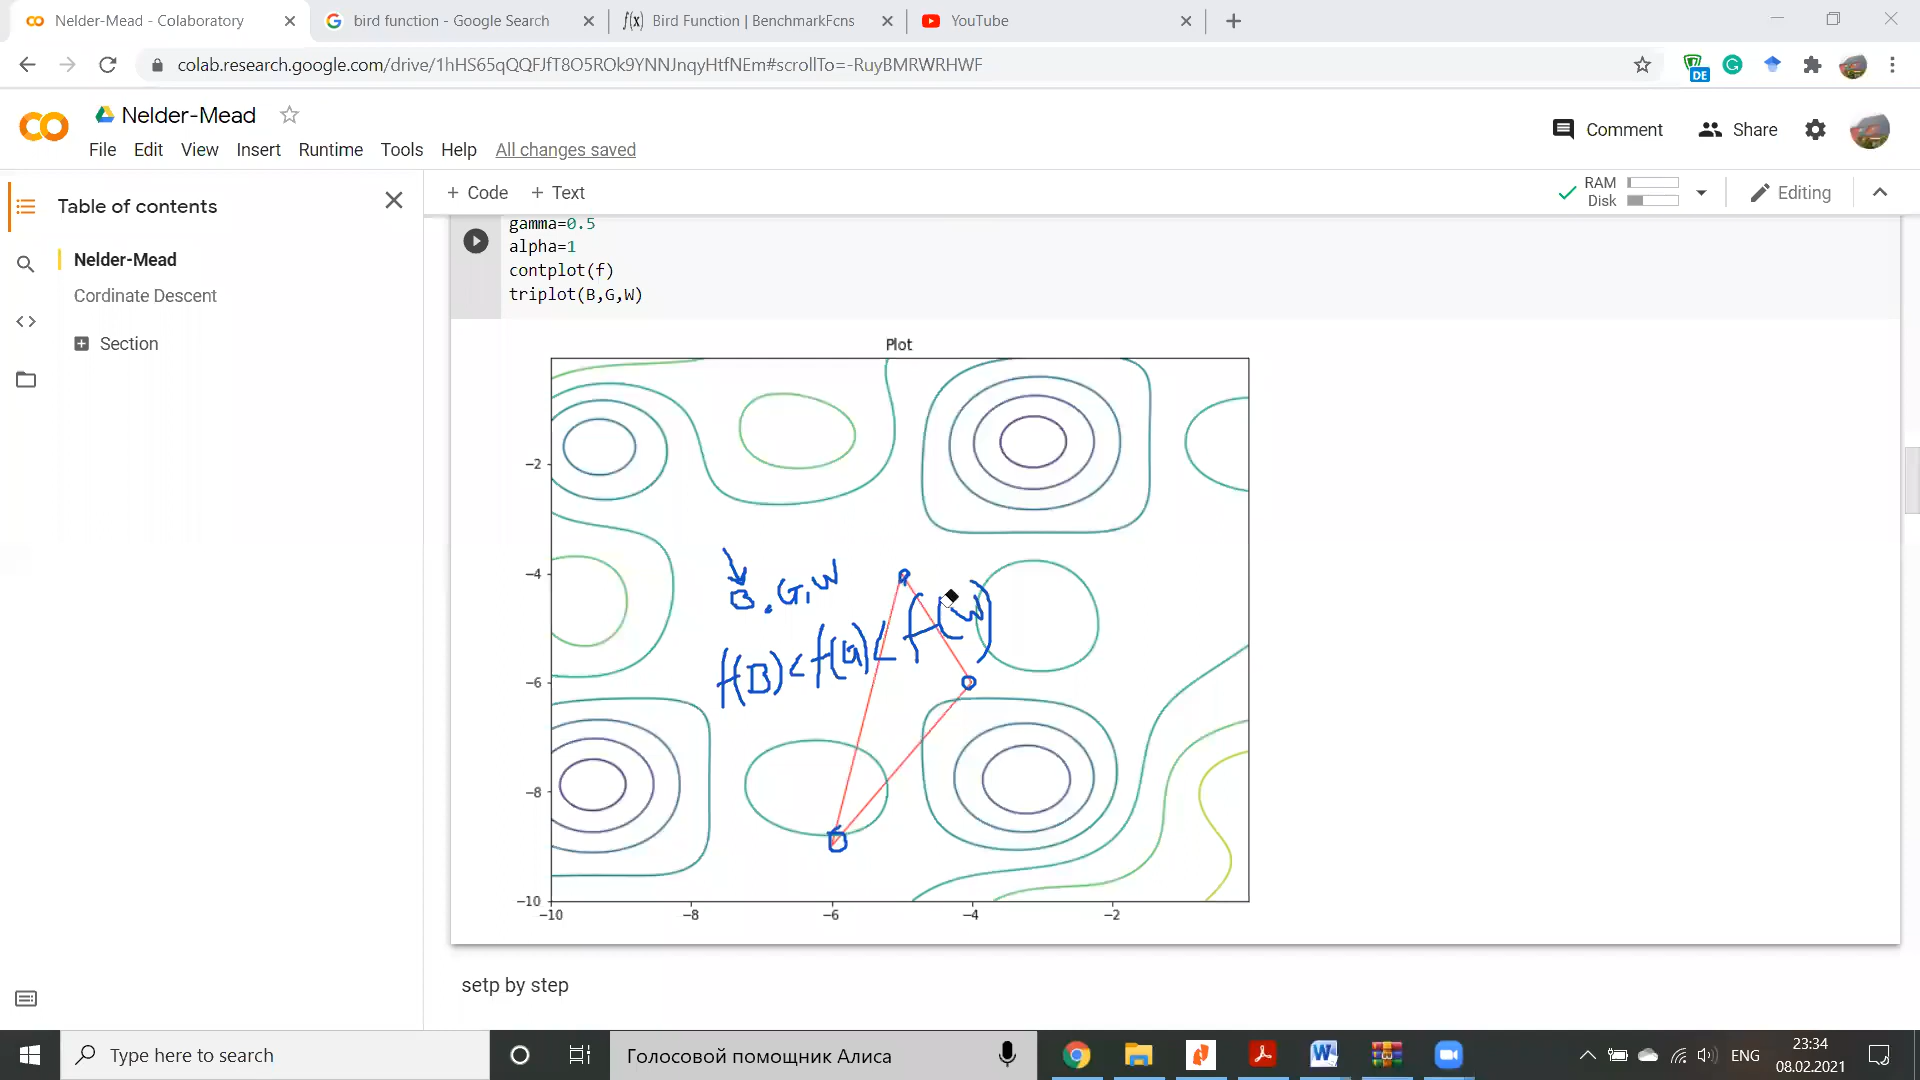 Nelder-Mead - Colaboratory
bird function - Google Search
f(x) Bird Function | BenchmarkFcns
YouTube
colab.research.google.com/drive/1hHS65qQQFJfT8O5ROk9YNNJnqyHtfNEm#scrollTo=-RuyBMRWRHWF
DE
Nelder-Mead
Comment
Share
File Edit View Insert Runtime Tools Help All changes saved
Table of contents
+ Code + Text
RAM
Disk
Editing
Nelder-Mead
Cordinate Descent
Section
gamma=0.5
alpha=1
contplot(f)
triplot(B,G,W)
Plot
−2
−4
B, G, W
f(B) < f(G) < f(W)
−6
−8
−10
−10 −8 −6 −4 −2
setp by step
Type here to search
Голосовой помощник Алиса
ENG
23:34
08.02.2021